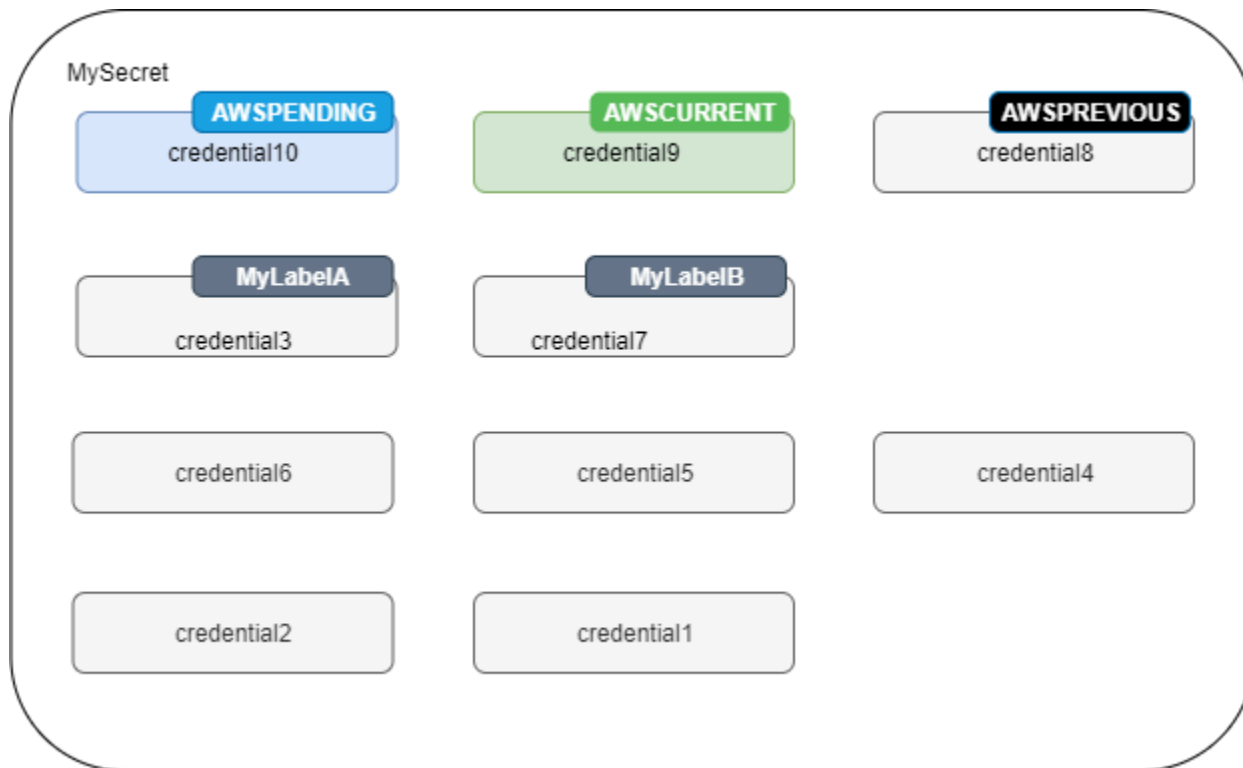 MySecret
AWSPENDING
credential10
AWSCURRENT
credential9
AWSPREVIOUS
credential8
MyLabelA
credential3
MyLabelB
credential7
credential6
credential5
credential4
credential2
credential1